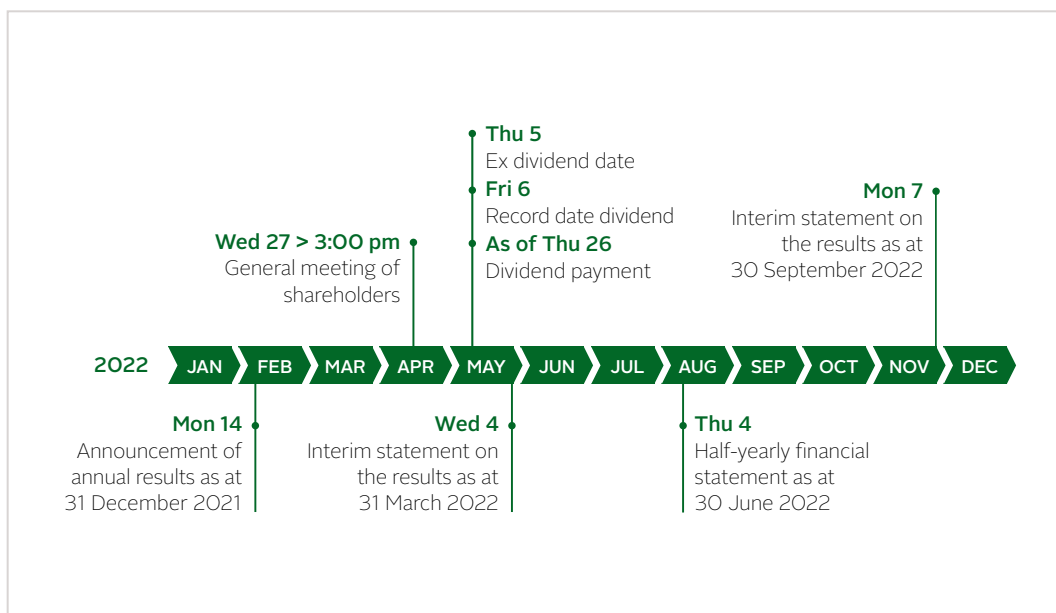 Thu 5
Ex dividend date
Fri 6
Record date dividend
As of Thu 26
Dividend payment
Wed 27 > 3:00 pm
General meeting of
shareholders
Mon 7
Interim statement on
the results as at
30 September 2022
2022 JAN FEB MAR APR MAY JUN JUL AUG SEP OCT NOV DEC
Mon 14
Announcement of
annual results as at
31 December 2021
Wed 4
Interim statement on
the results as at
31 March 2022
Thu 4
Half-yearly financial
statement as at
30 June 2022